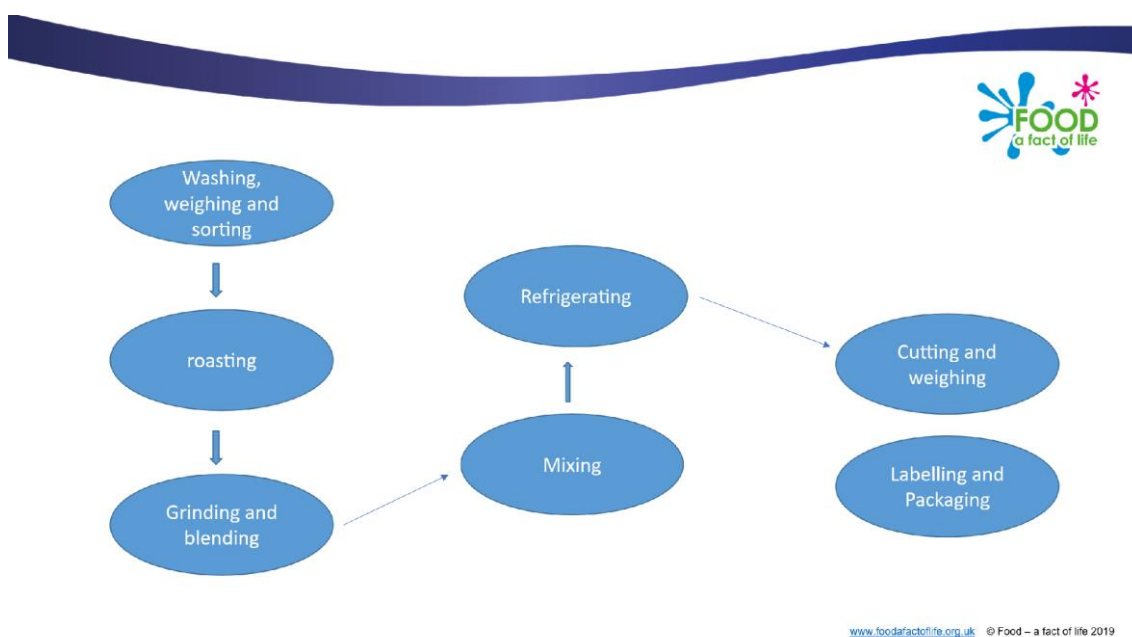 FOOD
a fact of life
Washing,
weighing and
sorting
roasting
Grinding and
blending
Mixing
Refrigerating
Cutting and
weighing
Labelling and
Packaging
www.foodafactoflife.org.uk © Food – a fact of life 2019